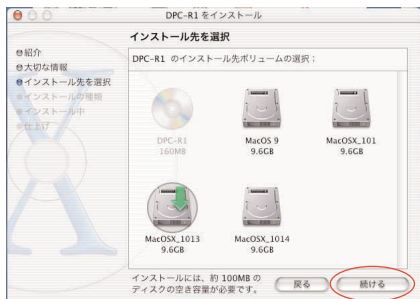 DPC-R1 をインストール
インストール先を選択
紹介
大切な情報
インストール先を選択
インストールの種類
インストール中
仕上げ
DPC-R1 のインストール先ボリュームの選択：
DPC-R1
160MB
MacOS 9
9.6GB
MacOSX_101
9.6GB
MacOSX_1013
9.6GB
MacOSX_1014
9.6GB
インストールには、約 100MB の
ディスクの空き容量が必要です。
戻る
続ける